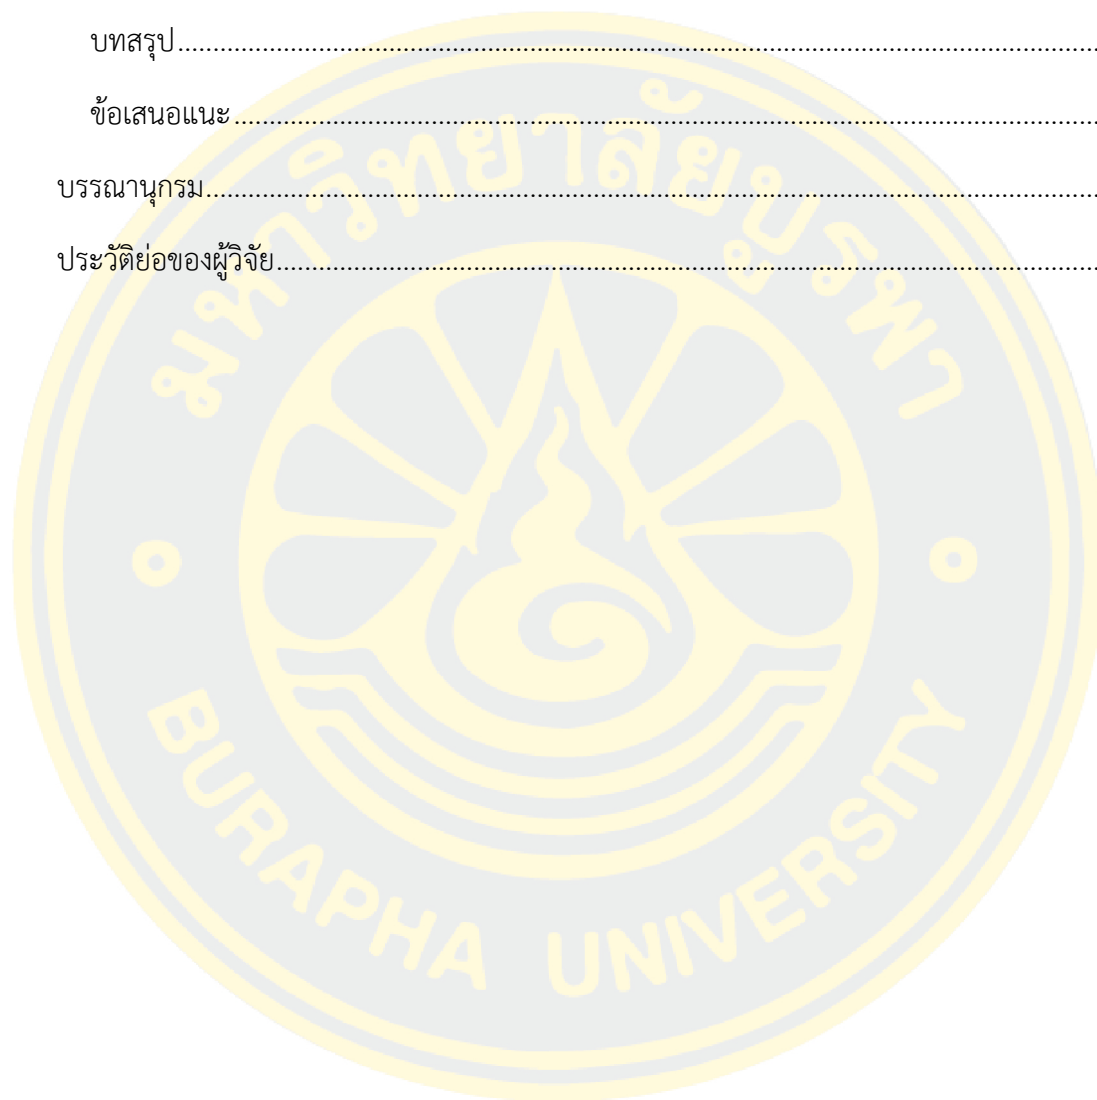 บทสรุป
ข้อเสนอแนะ
บรรณานุกรม
ประวัติย่อของผู้วิจัย
มหาวิทยาลัยบูรพา
BURAPHA UNIVERSITY